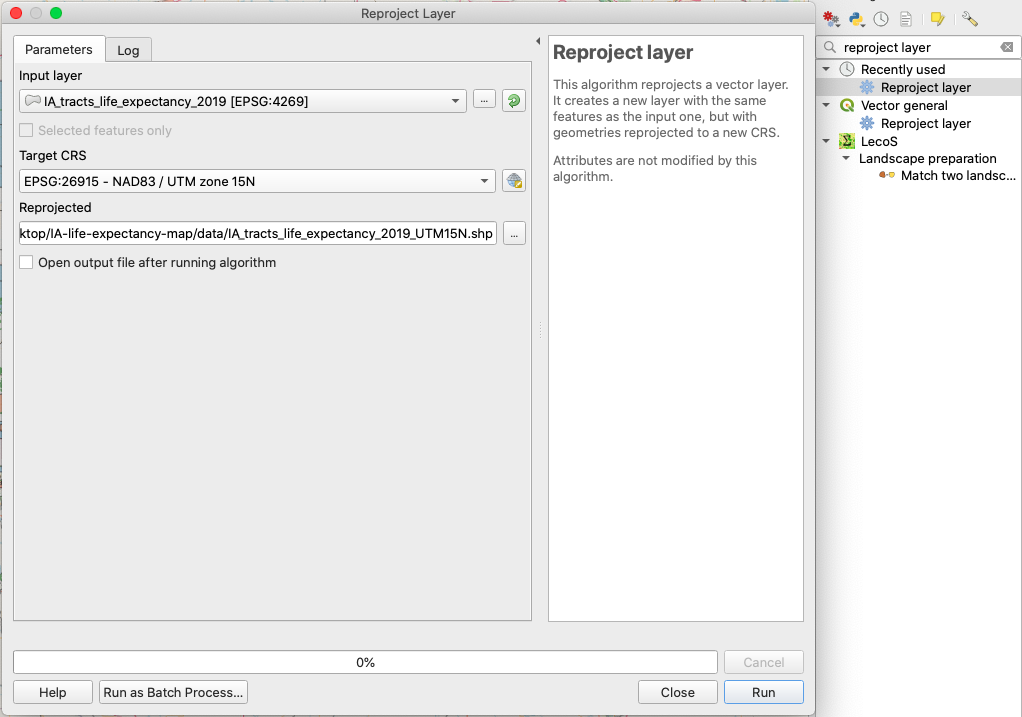 Reproject Layer
Parameters
Log
Input layer
IA_tracts_life_expectancy_2019 [EPSG:4269]
...
Selected features only
Target CRS
EPSG:26915 - NAD83 / UTM zone 15N
Reprojected
ktop/IA-life-expectancy-map/data/IA_tracts_life_expectancy_2019_UTM15N.shp
...
Open output file after running algorithm
Reproject layer
This algorithm reprojects a vector layer.
It creates a new layer with the same
features as the input one, but with
geometries reprojected to a new CRS.
Attributes are not modified by this
algorithm.
0%
Cancel
Help
Run as Batch Process...
Close
Run
reproject layer
Recently used
Reproject layer
Vector general
Reproject layer
LecoS
Landscape preparation
Match two landsc...